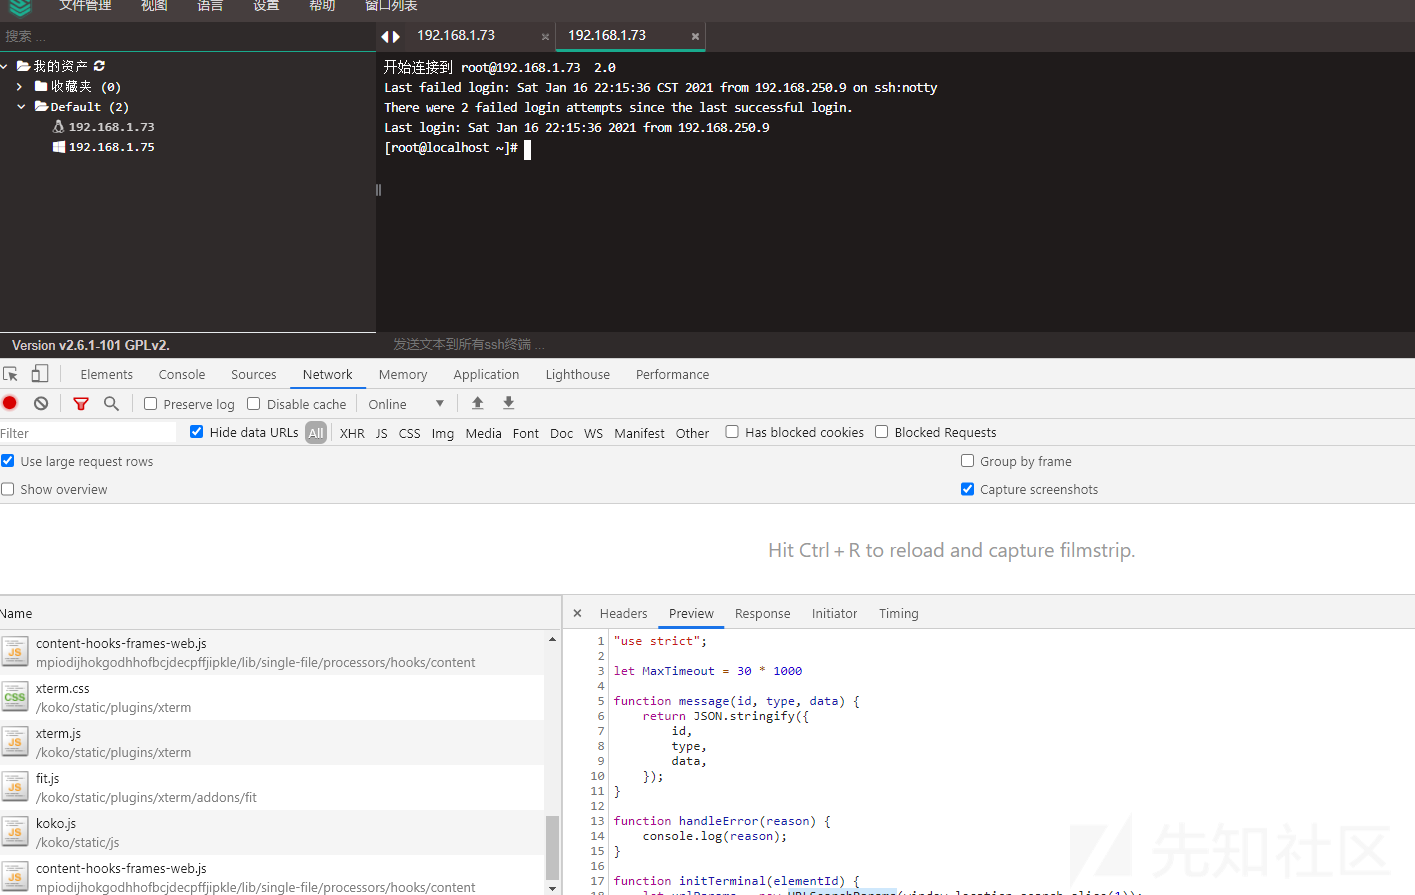 文件管理 视图 语言 设置 帮助 窗口列表
搜索 ...
192.168.1.73 × 192.168.1.73 ×
我的资产
收藏夹 (0)
Default (2)
192.168.1.73
192.168.1.75
开始连接到 root@192.168.1.73 2.0
Last failed login: Sat Jan 16 22:15:36 CST 2021 from 192.168.250.9 on ssh:notty
There were 2 failed login attempts since the last successful login.
Last login: Sat Jan 16 22:15:36 2021 from 192.168.250.9
[root@localhost ~]#
Version v2.6.1-101 GPLv2.
发送文本到所有ssh终端 ...
Elements Console Sources Network Memory Application Lighthouse Performance
Preserve log Disable cache Online
Filter Hide data URLs All XHR JS CSS Img Media Font Doc WS Manifest Other Has blocked cookies Blocked Requests
Use large request rows Group by frame
Show overview Capture screenshots
Hit Ctrl + R to reload and capture filmstrip.
Name
content-hooks-frames-web.js
mpiodijhokgodhhofbcjdecpffjipkle/lib/single-file/processors/hooks/content
xterm.css
/koko/static/plugins/xterm
xterm.js
/koko/static/plugins/xterm
fit.js
/koko/static/plugins/xterm/addons/fit
koko.js
/koko/static/js
content-hooks-frames-web.js
mpiodijhokgodhhofbcjdecpffjipkle/lib/single-file/processors/hooks/content
× Headers Preview Response Initiator Timing
1 "use strict";
2
3 let MaxTimeout = 30 * 1000
4
5 function message(id, type, data) {
6 return JSON.stringify({
7 id,
8 type,
9 data,
10 });
11 }
12
13 function handleError(reason) {
14 console.log(reason);
15 }
16
17 function initTerminal(elementId) {
18 let urlParams = new URLSearchParams(window.location.search.slice(1));
先知社区